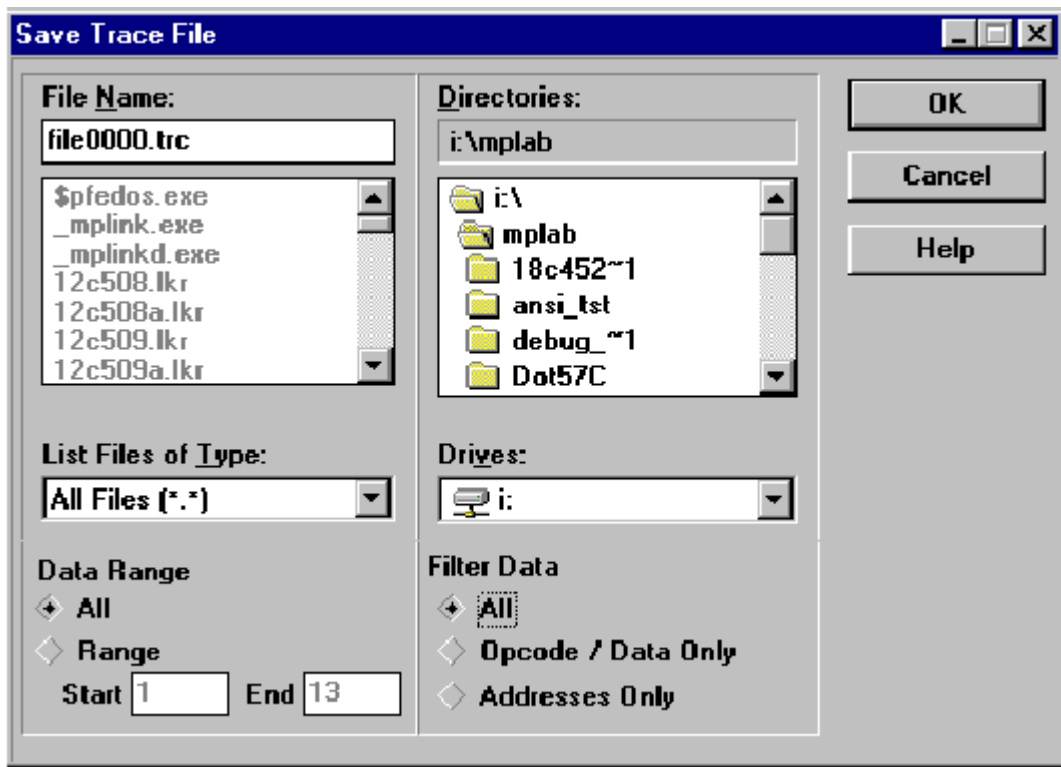 Save Trace File
File Name:
file0000.trc
$pfedos.exe
_mplink.exe
_mplinkd.exe
12c508.lkr
12c508a.lkr
12c509.lkr
12c509a.lkr
List Files of Type:
All Files (*.*)
Directories:
i:\mplab
i:\
mplab
18c452~1
ansi_tst
debug_~1
Dot57C
Drives:
i:
OK
Cancel
Help
Data Range
All
Range
Start 1 End 13
Filter Data
All
Opcode / Data Only
Addresses Only